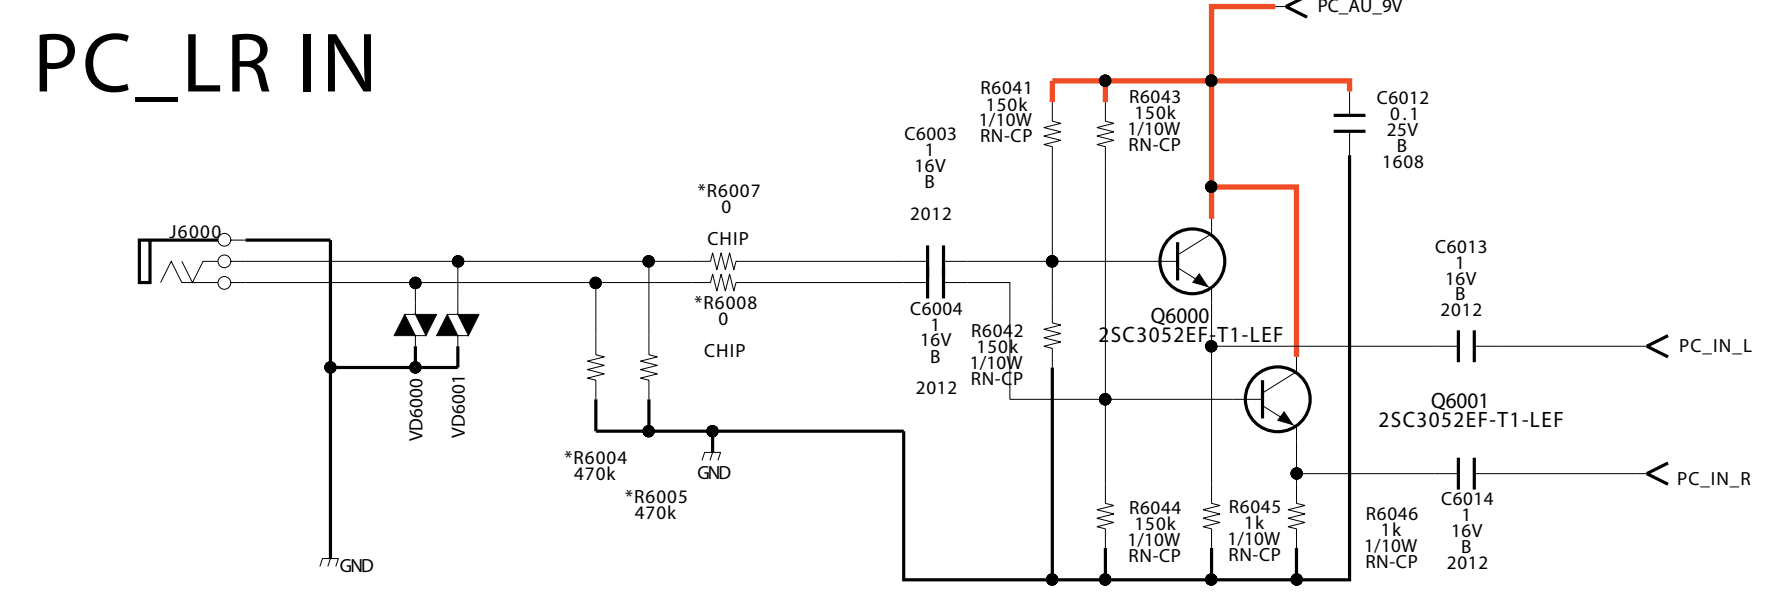 PC_AU_9V
PC_LR IN
R6041
150k
1/10W
RN-CP
R6043
150k
1/10W
RN-CP
C6012
0.1
25V
B
1608
C6003
1
16V
B
2012
*R6007
0
CHIP
J6000
*R6008
0
CHIP
C6004
1
16V
B
2012
R6042
150k
1/10W
RN-CP
Q6000
2SC3052EF-T1-LEF
C6013
1
16V
B
2012
PC_IN_L
VD6000
VD6001
Q6001
2SC3052EF-T1-LEF
*R6004
470k
*R6005
470k
GND
PC_IN_R
R6044
150k
1/10W
RN-CP
R6045
1k
1/10W
RN-CP
R6046
1k
1/10W
RN-CP
C6014
1
16V
B
2012
GND